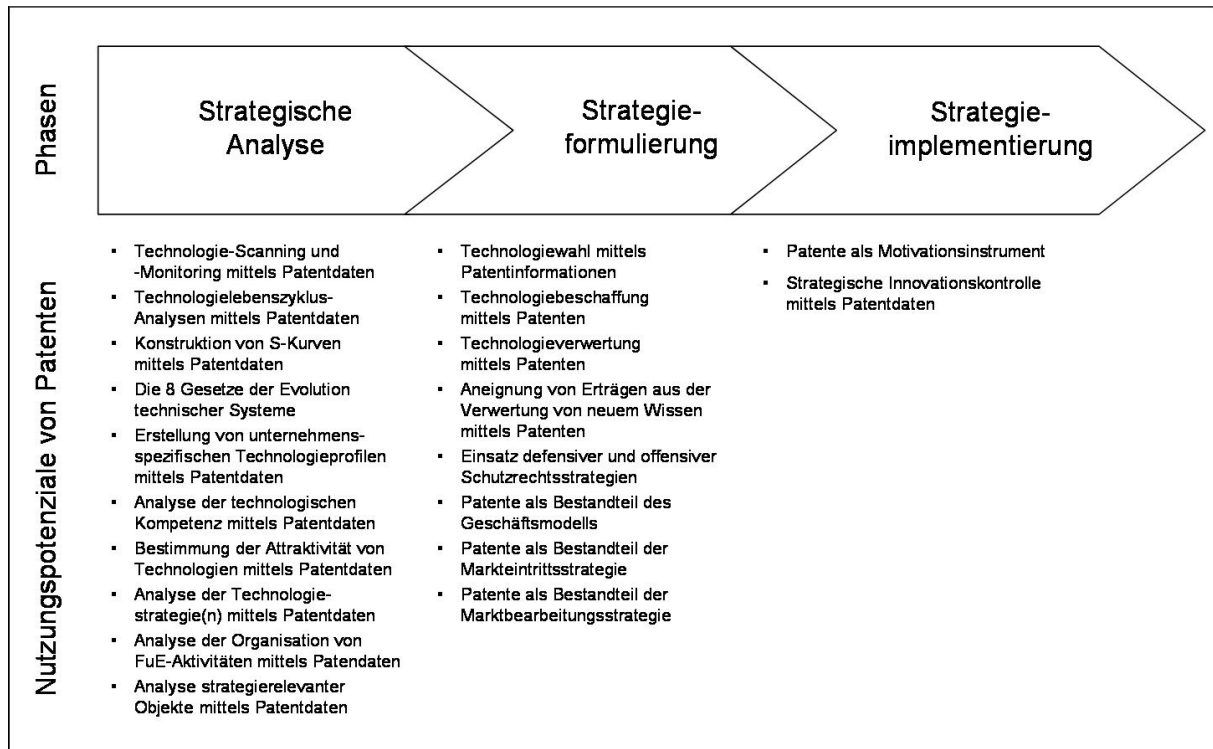 Phasen
Strategische
Analyse
Strategie-
formulierung
Strategie-
implementierung
Nutzungspotenziale von Patenten
▪ Technologie-Scanning und
-Monitoring mittels Patentdaten
▪ Technologielebenszyklus-
Analysen mittels Patentdaten
▪ Konstruktion von S-Kurven
mittels Patentdaten
▪ Die 8 Gesetze der Evolution
technischer Systeme
▪ Erstellung von unternehmens-
spezifischen Technologieprofilen
mittels Patentdaten
▪ Analyse der technologischen
Kompetenz mittels Patentdaten
▪ Bestimmung der Attraktivität von
Technologien mittels Patentdaten
▪ Analyse der Technologie-
strategie(n) mittels Patentdaten
▪ Analyse der Organisation von
FuE-Aktivitäten mittels Patendaten
▪ Analyse strategierelevanter
Objekte mittels Patentdaten
▪ Technologiewahl mittels
Patentinformationen
▪ Technologiebeschaffung
mittels Patenten
▪ Technologieverwertung
mittels Patenten
▪ Aneignung von Erträgen aus der
Verwertung von neuem Wissen
mittels Patenten
▪ Einsatz defensiver und offensiver
Schutzrechtsstrategien
▪ Patente als Bestandteil des
Geschäftsmodells
▪ Patente als Bestandteil der
Markteintrittsstrategie
▪ Patente als Bestandteil der
Marktbearbeitungsstrategie
▪ Patente als Motivationsinstrument
▪ Strategische Innovationskontrolle
mittels Patentdaten